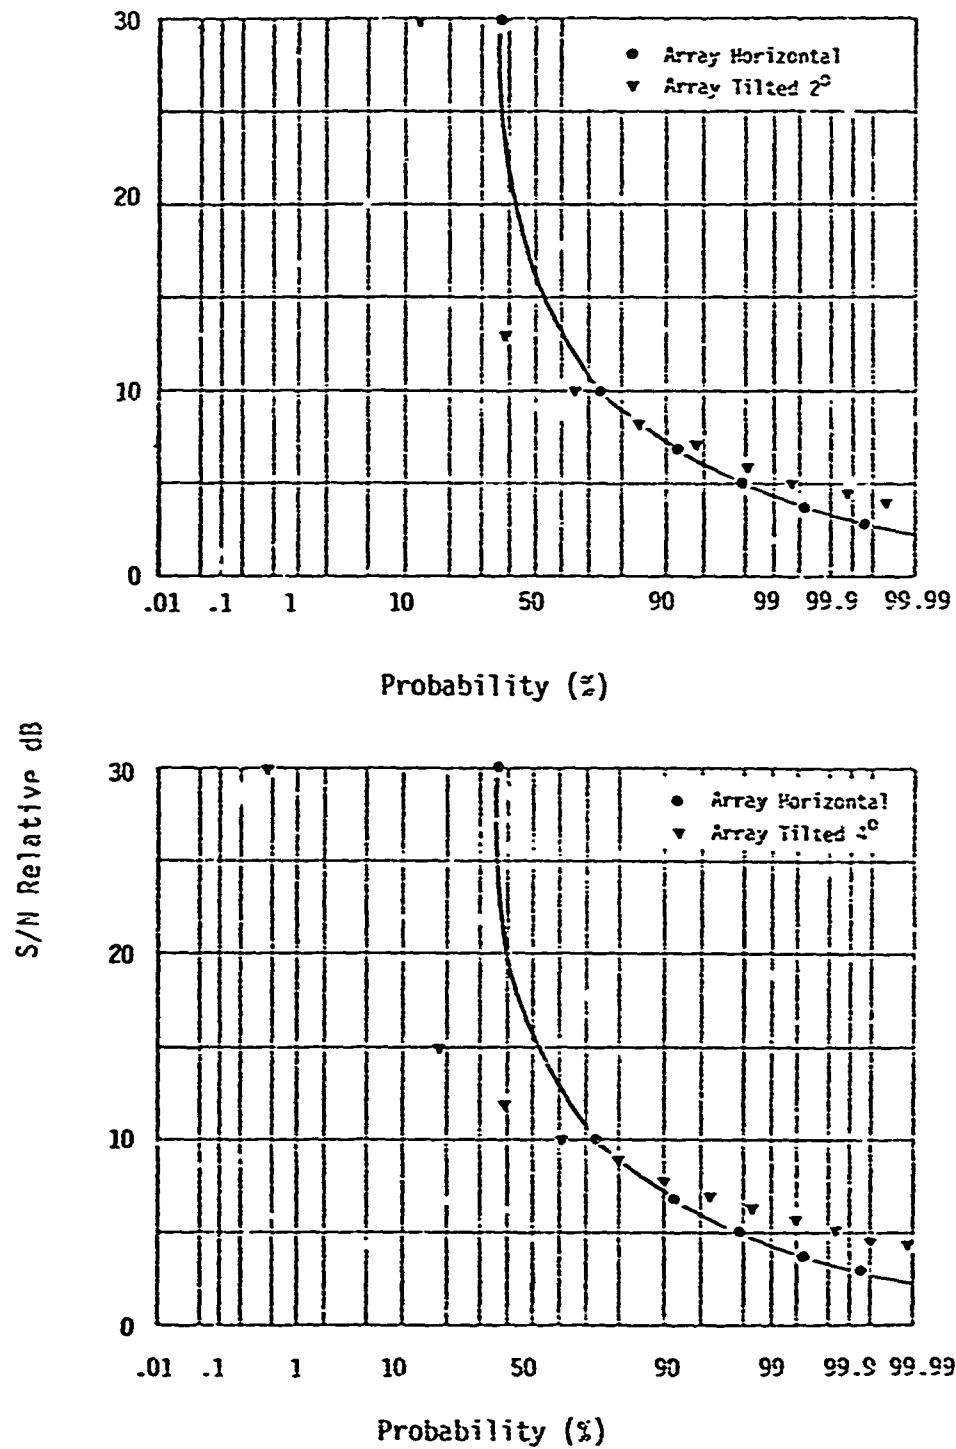 30
Array Horizontal
Array Tilted 2°
20
10
0
.01 .1 1 10 50 90 99 99.9 99.99
Probability (%)
S/N Relative dB
30
Array Horizontal
Array Tilted 4°
20
10
0
.01 .1 1 10 50 90 99 99.9 99.99
Probability (%)